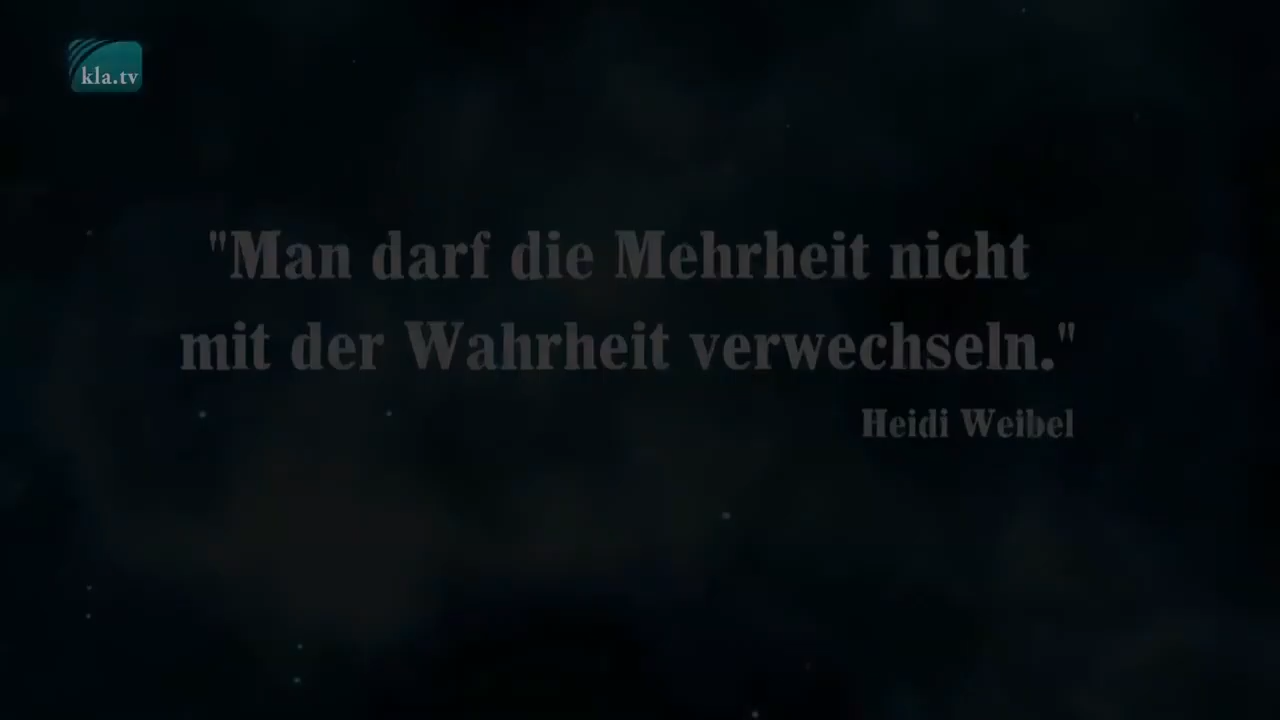 kla.tv
"Man darf die Mehrheit nicht
mit der Wahrheit verwechseln."
Heidi Weibel